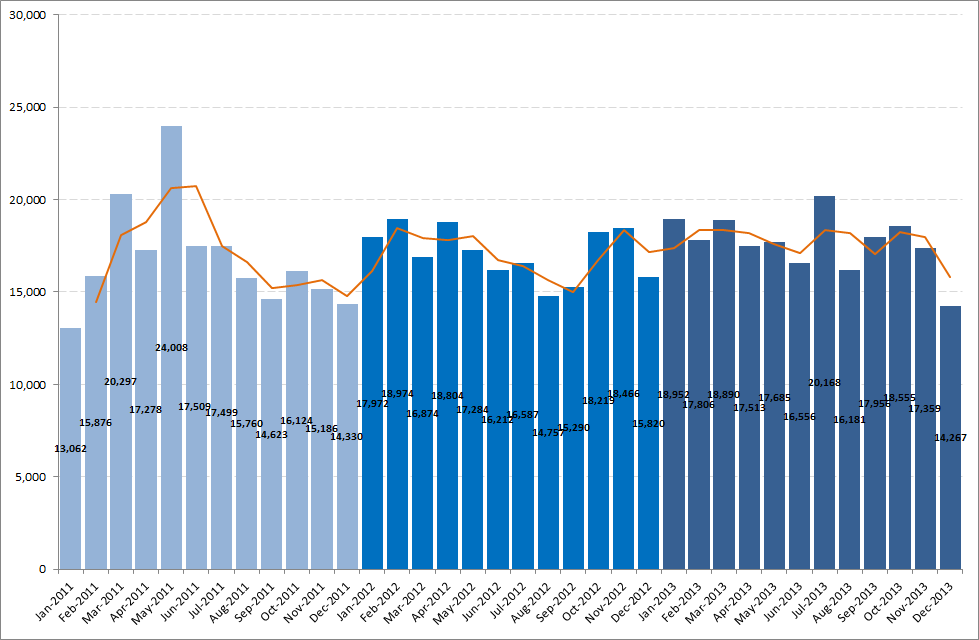 30,000
25,000
20,000
15,000
10,000
5,000
0
13,062
15,876
20,297
17,278
24,008
17,509
17,499
15,760
14,623
16,124
15,186
14,330
17,972
18,974
16,874
18,804
17,284
16,212
16,587
14,757
15,290
18,219
18,466
15,820
18,952
17,806
18,890
17,513
17,685
16,556
20,168
16,181
17,956
18,555
17,359
14,267
Jan-2011
Feb-2011
Mar-2011
Apr-2011
May-2011
Jun-2011
Jul-2011
Aug-2011
Sep-2011
Oct-2011
Nov-2011
Dec-2011
Jan-2012
Feb-2012
Mar-2012
Apr-2012
May-2012
Jun-2012
Jul-2012
Aug-2012
Sep-2012
Oct-2012
Nov-2012
Dec-2012
Jan-2013
Feb-2013
Mar-2013
Apr-2013
May-2013
Jun-2013
Jul-2013
Aug-2013
Sep-2013
Oct-2013
Nov-2013
Dec-2013